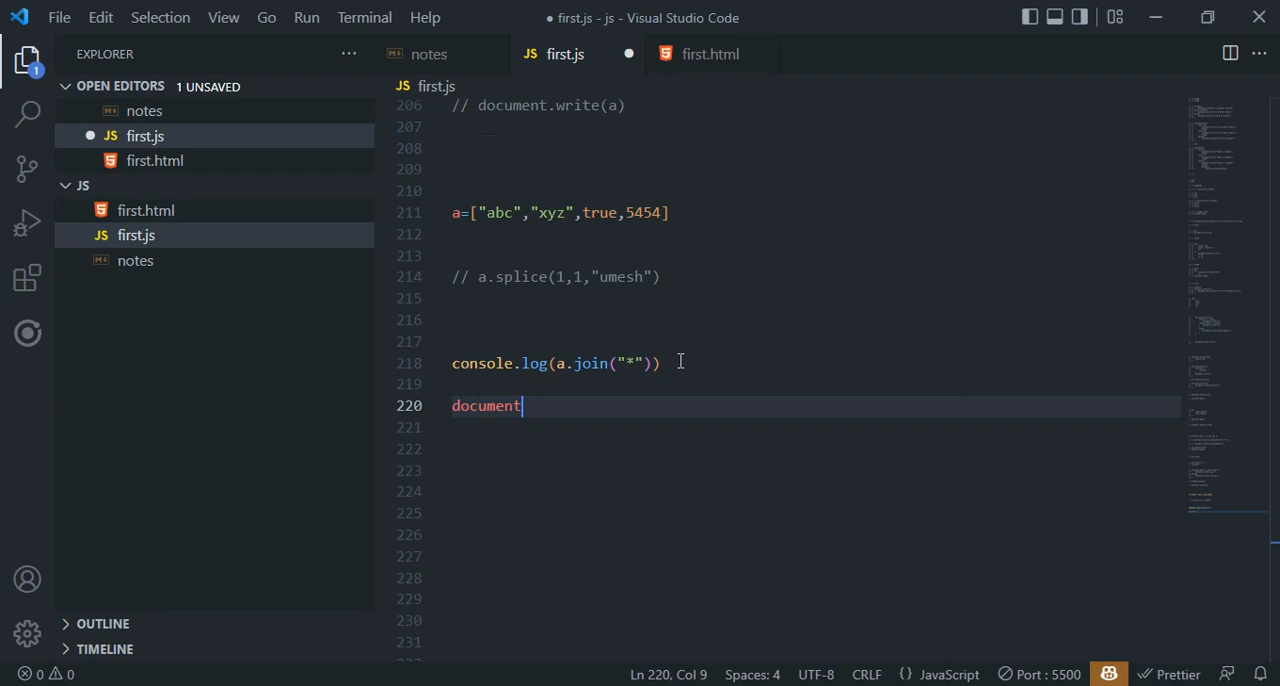 File Edit Selection View Go Run Terminal Help
● first.js - js - Visual Studio Code
EXPLORER ···
OPEN EDITORS 1 UNSAVED
notes
JS first.js
first.html
JS
first.html
JS first.js
notes
OUTLINE
TIMELINE
1
notes
JS first.js
first.html
JS first.js
206 // document.write(a)
207
208
209
210
211 a=["abc","xyz",true,5454]
212
213
214 // a.splice(1,1,"umesh")
215
216
217
218 console.log(a.join("*"))
219
220 document
221
222
223
224
225
226
227
228
229
230
231
0 0
Ln 220, Col 9 Spaces: 4 UTF-8 CRLF {} JavaScript Port : 5500 Prettier